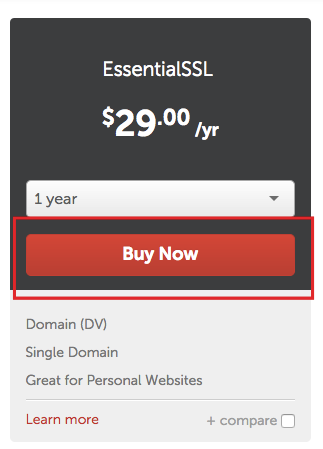 EssentialSSL
$29.00 /yr
1 year
Buy Now
Domain (DV)
Single Domain
Great for Personal Websites
Learn more
+ compare